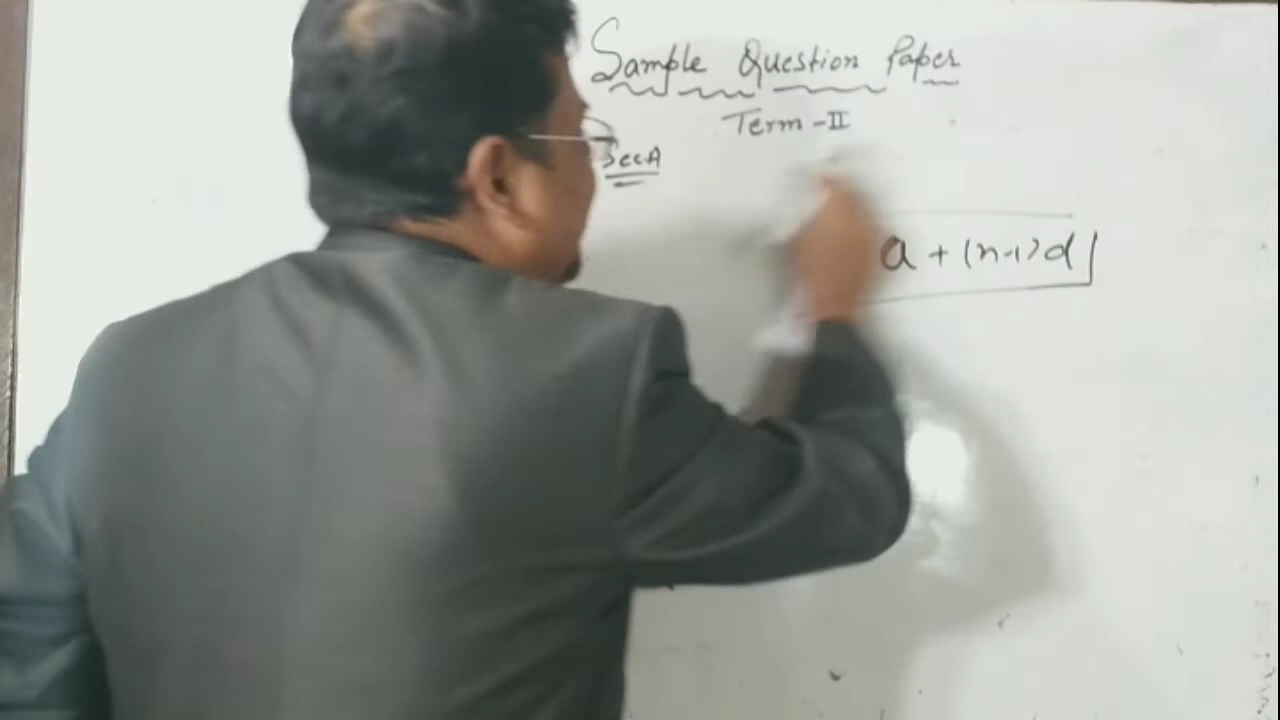 Sample Question Paper
Term-II
Sec A
a + (n-1)d